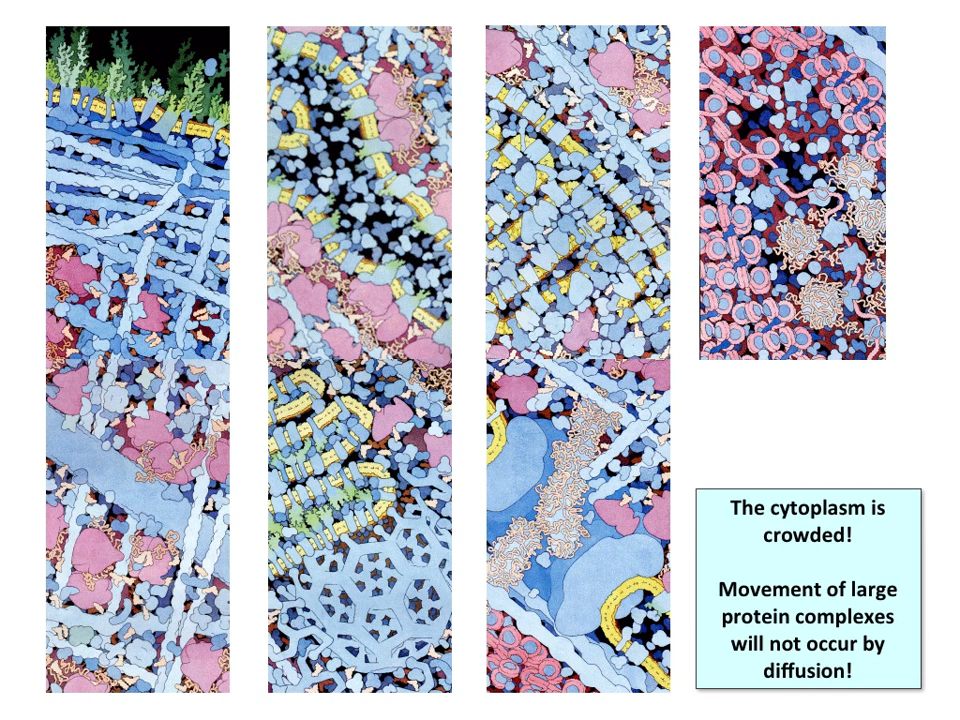 The cytoplasm is
crowded!
Movement of large
protein complexes
will not occur by
diffusion!